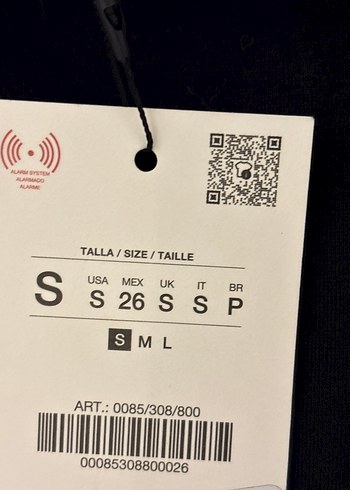 ALARM SYSTEM
ALARMADO
ALARME
TALLA / SIZE / TAILLE
S
USA MEX UK IT BR
S 26 S S P
S M L
ART.: 0085/308/800
00085308800026